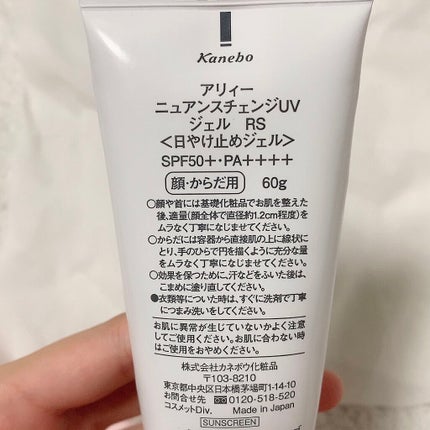 Kanebo
アリィー
ニュアンスチェンジUV
ジェル RS
<日やけ止めジェル>
SPF50+・PA++++
顔・からだ用 60g
○顔や首には基礎化粧品でお肌を整えた
後、適量(顔全体で直径約1.2cm程度)を
ムラなく丁寧になじませてください。
○からだには容器から直接肌の上に線状に
とり、手のひらで円を描くように充分な量
をムラなく丁寧になじませてください。
○効果を保つために、汗などをふいた後は、
こまめに塗り直してください。
●衣類等についた時は、すぐに洗剤で丁寧
につまみ洗いをしてください。
お肌に異常が生じていないかよく注意
してご使用ください。お肌に合わない時
はご使用をおやめください。
株式会社カネボウ化粧品
〒103-8210
東京都中央区日本橋茅場町1-14-10
お問合せ先 0120-518-520
コスメットDiv. Made in Japan
SUNSCREEN